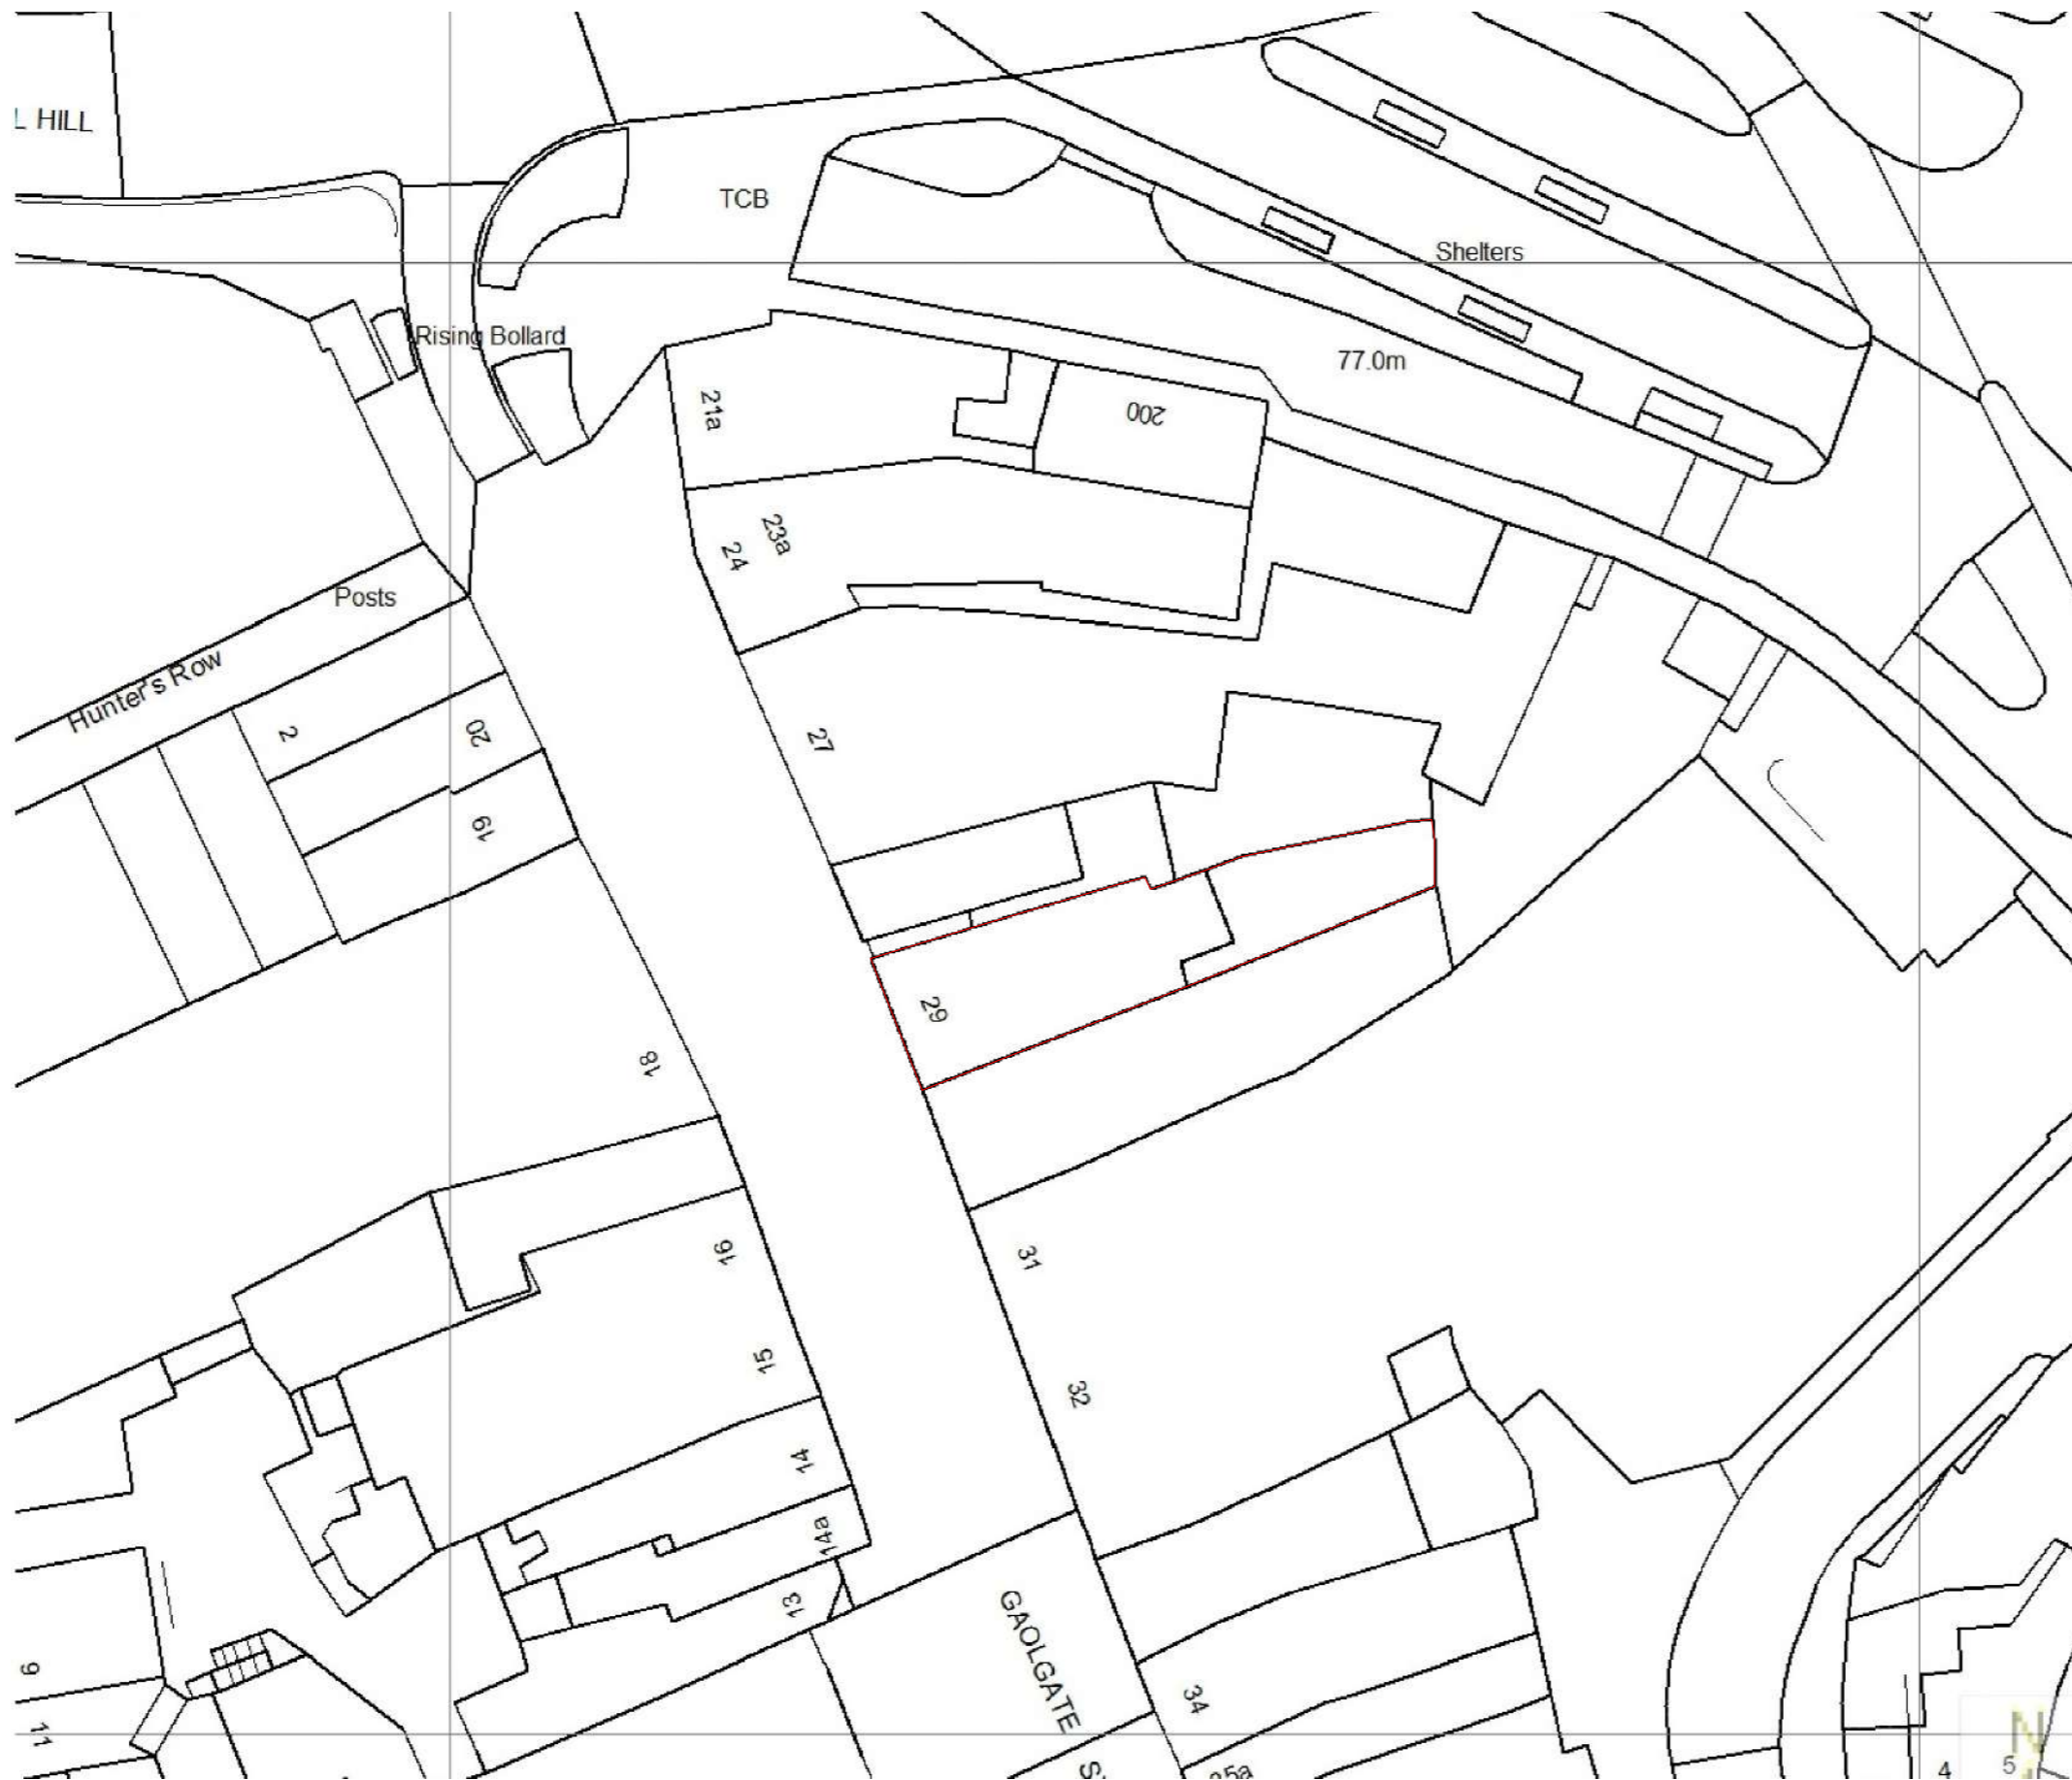 L HILL
TCB
Shelters
Rising Bollard
77.0m
21a
200
23a
24
Posts
Hunter's Row
2
20
27
19
29
18
31
16
15
32
14
14a
13
GAOLGATE
34
9
11
4
5
N